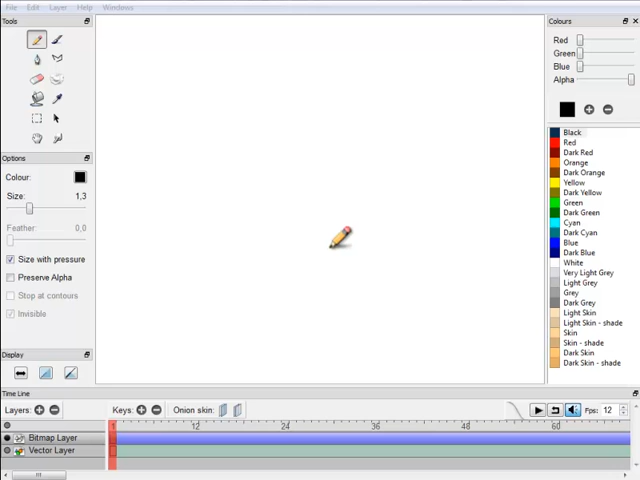 File Edit Layer Help Windows
Tools
Colours
Red
Green
Blue
Alpha
Black
Red
Dark Red
Orange
Dark Orange
Yellow
Dark Yellow
Green
Dark Green
Cyan
Dark Cyan
Blue
Dark Blue
White
Very Light Grey
Light Grey
Grey
Dark Grey
Light Skin
Light Skin - shade
Skin
Skin - shade
Dark Skin
Dark Skin - shade
Options
Colour:
Size: 1,3
Feather: 0,0
Size with pressure
Preserve Alpha
Stop at contours
Invisible
Display
Time Line
Layers: Keys: Onion skin: Fps: 12
1 12 24 36 48 60
Bitmap Layer
Vector Layer